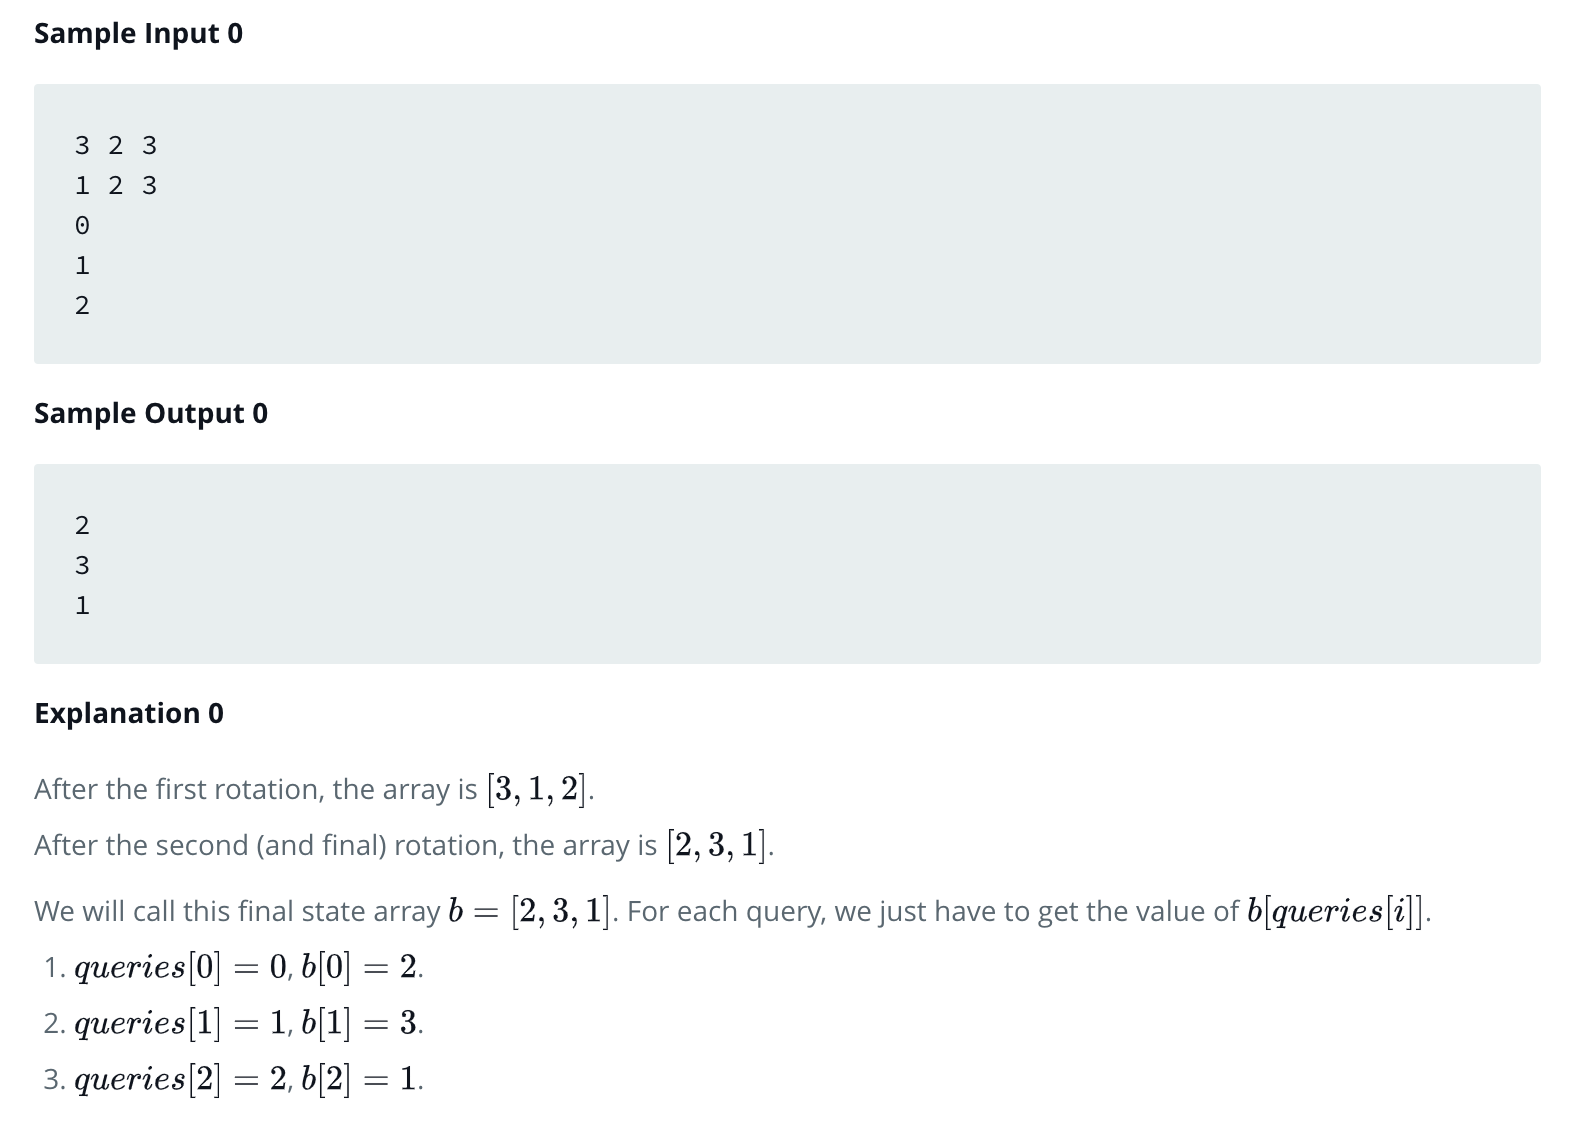 Sample Input 0
3 2 3
1 2 3
0
1
2
Sample Output 0
2
3
1
Explanation 0
After the first rotation, the array is [3, 1, 2].
After the second (and final) rotation, the array is [2, 3, 1].
We will call this final state array b = [2, 3, 1]. For each query, we just have to get the value of b[queries[i]].
1. queries[0] = 0, b[0] = 2.
2. queries[1] = 1, b[1] = 3.
3. queries[2] = 2, b[2] = 1.